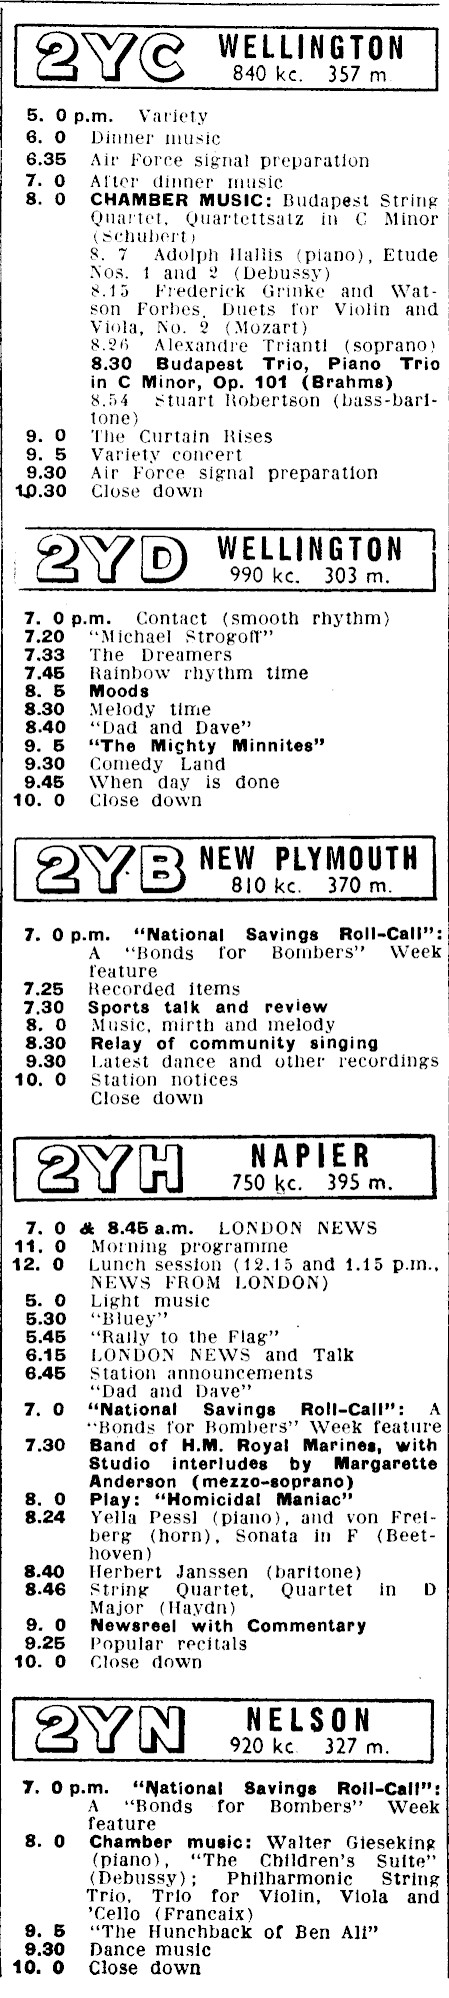 2YC WELLINGTON
840 kc. 357 m.
5. 0 p.m. Variety
6. 0 Dinner music
6.35 Air Force signal preparation
7. 0 After dinner music
8. 0 CHAMBER MUSIC: Budapest String
Quartet, Quartettsatz in C Minor
(Schubert)
8. 7 Adolph Hallis (piano), Etude
Nos. 1 and 2 (Debussy)
8.15 Frederick Grinke and Wat-
son Forbes, Duets for Violin and
Viola, No. 2 (Mozart)
8.26 Alexandre Trianti (soprano)
8.30 Budapest Trio, Piano Trio
in C Minor, Op. 101 (Brahms)
8.54 Stuart Robertson (bass-bari-
tone)
9. 0 The Curtain Rises
9. 5 Variety concert
9.30 Air Force signal preparation
10.30 Close down
2YD WELLINGTON
990 kc. 303 m.
7. 0 p.m. Contact (smooth rhythm)
7.20 "Michael Strogoff"
7.33 The Dreamers
7.45 Rainbow rhythm time
8. 5 Moods
8.30 Melody time
8.40 "Dad and Dave"
9. 5 "The Mighty Minnites"
9.30 Comedy Land
9.45 When day is done
10. 0 Close down
2YB NEW PLYMOUTH
810 kc. 370 m.
7. 0 p.m. "National Savings Roll-Call":
A "Bonds for Bombers" Week
feature
7.25 Recorded items
7.30 Sports talk and review
8. 0 Music, mirth and melody
8.30 Relay of community singing
9.30 Latest dance and other recordings
10. 0 Station notices
Close down
2YH NAPIER
750 kc. 395 m.
7. 0 & 8.45 a.m. LONDON NEWS
11. 0 Morning programme
12. 0 Lunch session (12.15 and 1.15 p.m.,
NEWS FROM LONDON)
5. 0 Light music
5.30 "Bluey"
5.45 "Rally to the Flag"
6.15 LONDON NEWS and Talk
6.45 Station announcements
"Dad and Dave"
7. 0 "National Savings Roll-Call": A
"Bonds for Bombers" Week feature
7.30 Band of H.M. Royal Marines, with
Studio interludes by Margarette
Anderson (mezzo-soprano)
8. 0 Play: "Homicidal Maniac"
8.24 Yella Pessl (piano), and von Frei-
berg (horn), Sonata in F (Beet-
hoven)
8.40 Herbert Janssen (baritone)
8.46 String Quartet, Quartet in D
Major (Haydn)
9. 0 Newsreel with Commentary
9.25 Popular recitals
10. 0 Close down
2YN NELSON
920 kc. 327 m.
7. 0 p.m. "National Savings Roll-Call":
A "Bonds for Bombers" Week
feature
8. 0 Chamber music: Walter Gieseking
(piano), "The Children's Suite"
(Debussy); Philharmonic String
Trio, Trio for Violin, Viola and
'Cello (Francaix)
9. 5 "The Hunchback of Ben Ali"
9.30 Dance music
10. 0 Close down